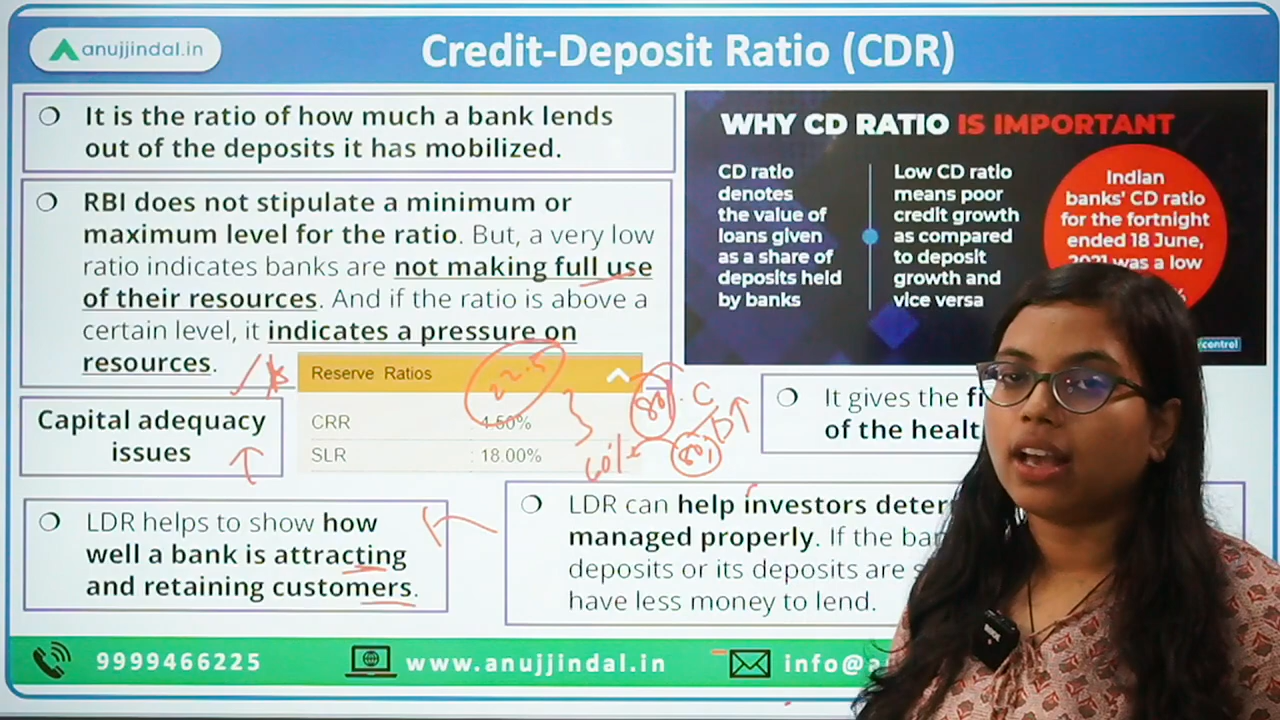 anujjindal.in
Credit-Deposit Ratio (CDR)
It is the ratio of how much a bank lends
out of the deposits it has mobilized.
RBI does not stipulate a minimum or
maximum level for the ratio. But, a very low
ratio indicates banks are not making full use
of their resources. And if the ratio is above a
certain level, it indicates a pressure on
resources.
WHY CD RATIO IS IMPORTANT
CD ratio
denotes
the value of
loans given
as a share of
deposits held
by banks
Low CD ratio
means poor
credit growth
as compared
to deposit
growth and
vice versa
Indian
banks' CD ratio
for the fortnight
ended 18 June,
2021 was a low
control
Reserve Ratios
CRR : 4.50%
SLR : 18.00%
22.5
C
D
60%
80%
Capital adequacy
issues
It gives the
of the
LDR helps to show how
well a bank is attracting
and retaining customers.
LDR can help investors
managed properly. If the
deposits or its deposits are
have less money to lend.
9999466225
www.anujjindal.in